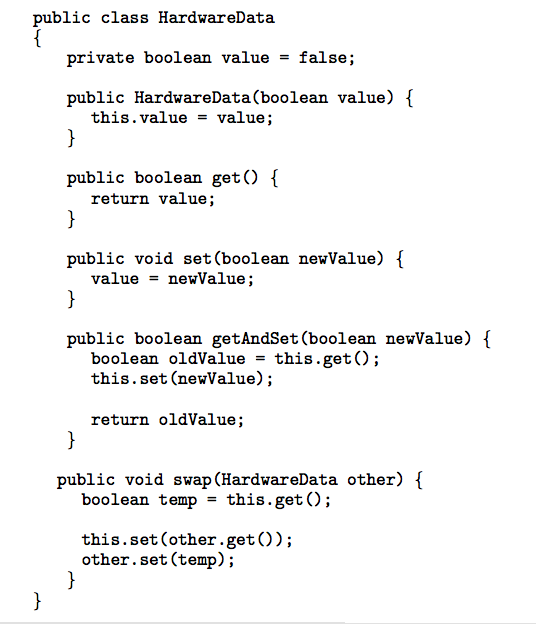 public class HardwareData
{
private boolean value = false;
public HardwareData(boolean value) {
this.value = value;
}
public boolean get() {
return value;
}
public void set(boolean newValue) {
value = newValue;
}
public boolean getAndSet(boolean newValue) {
boolean oldValue = this.get();
this.set(newValue);
return oldValue;
}
public void swap(HardwareData other) {
boolean temp = this.get();
this.set(other.get());
other.set(temp);
}
}